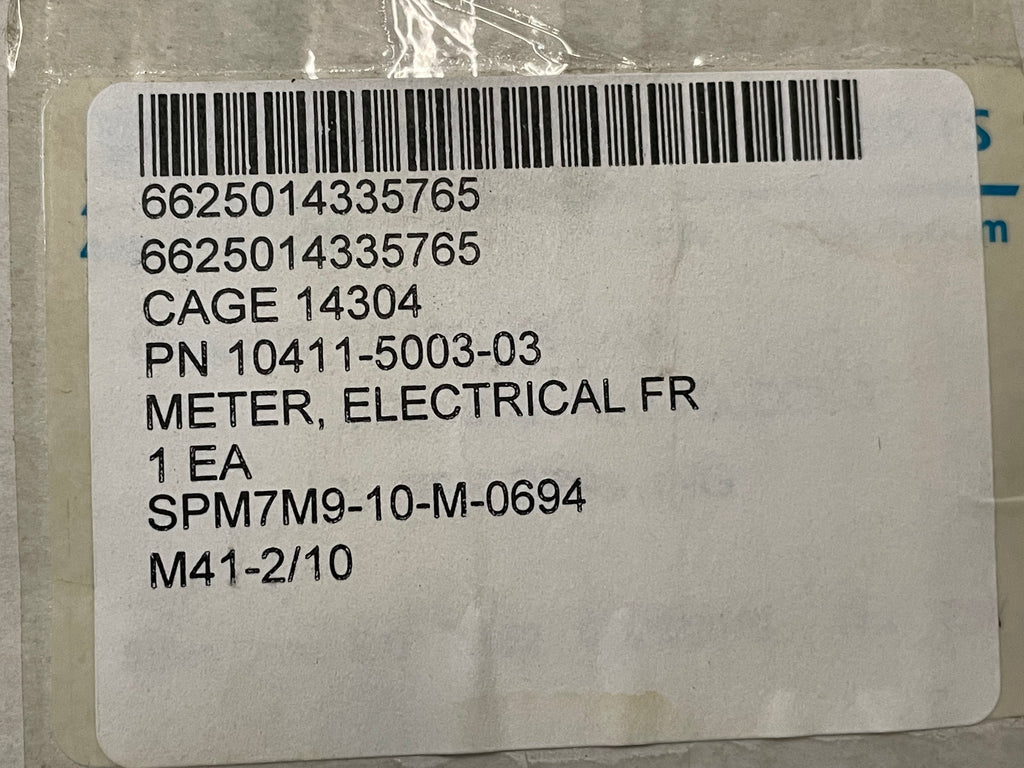 6625014335765
6625014335765
CAGE 14304
PN 10411-5003-03
METER, ELECTRICAL FR
1 EA
SPM7M9-10-M-0694
M41-2/10